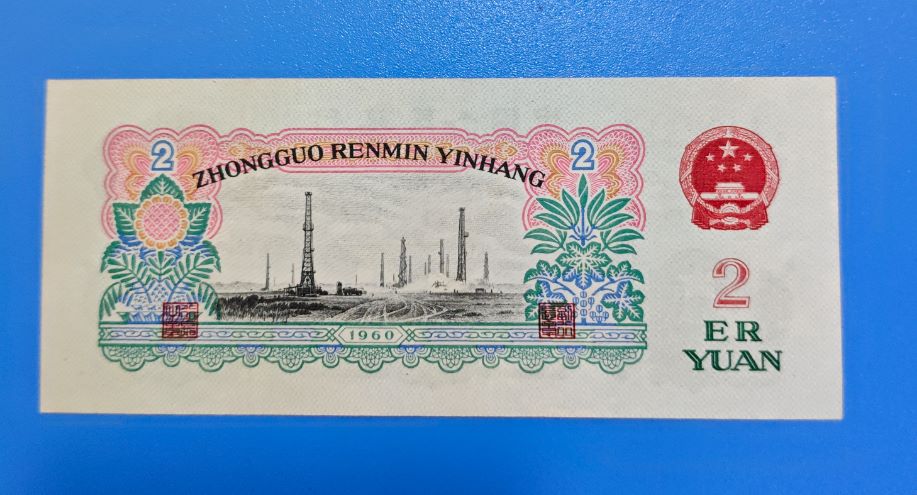 2
2
ZHONGGUO RENMIN YINHANG
1960
2
ER
YUAN